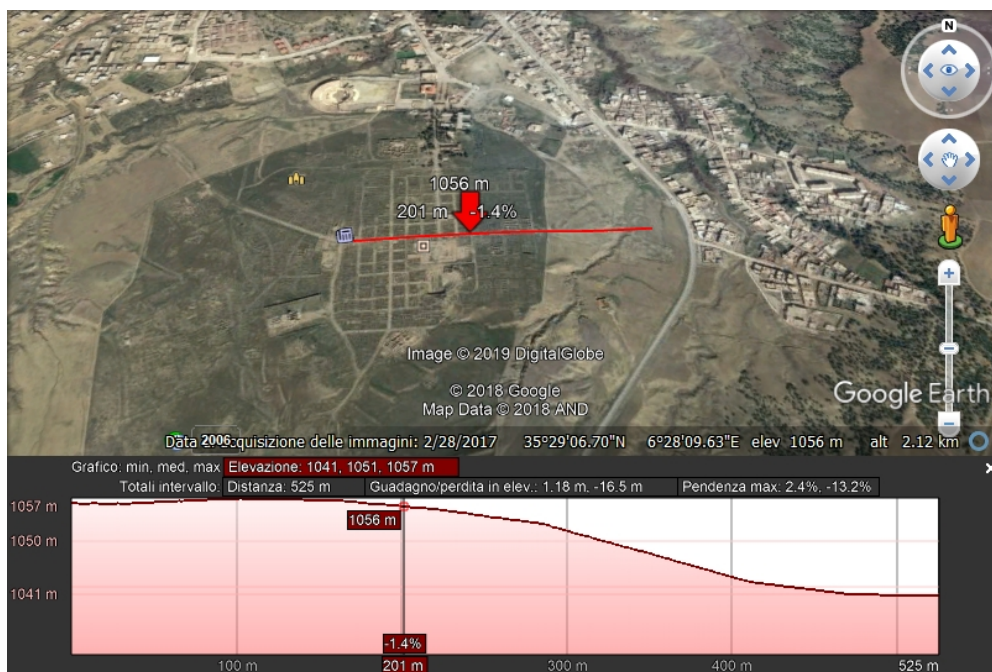 N
1056 m
201 m -1.4%
Image © 2019 DigitalGlobe
© 2018 Google
Map Data © 2018 AND
Google Earth
2006
Data acquisizione delle immagini: 2/28/2017 35°29'06.70"N 6°28'09.63"E elev 1056 m alt 2.12 km
Grafico: min. med. max Elevazione: 1041, 1051, 1057 m
Totali intervallo: Distanza: 525 m Guadagno/perdita in elev.: 1.18 m. -16.5 m Pendenza max: 2.4%. -13.2%
1057 m
1056 m
1050 m
1041 m
-1.4%
100 m 201 m 300 m 400 m 525 m